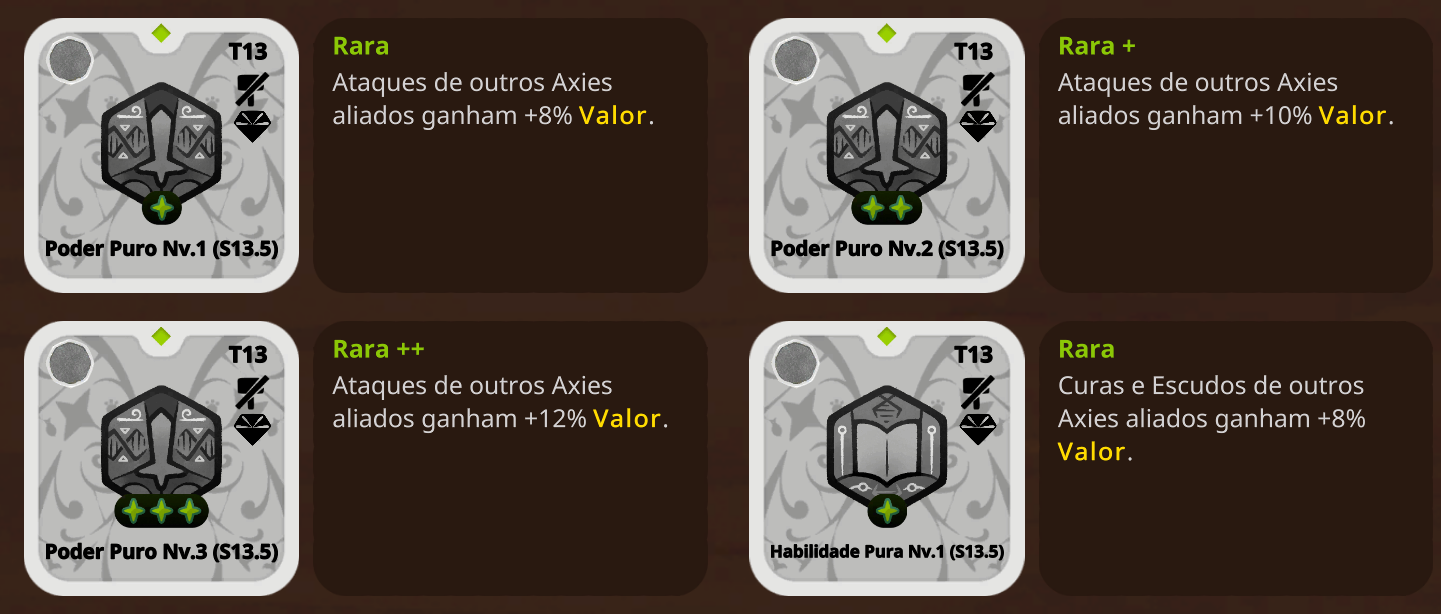 T13
Poder Puro Nv.1 (S13.5)
Rara
Ataques de outros Axies
aliados ganham +8% Valor.
T13
Poder Puro Nv.2 (S13.5)
Rara +
Ataques de outros Axies
aliados ganham +10% Valor.
T13
Poder Puro Nv.3 (S13.5)
Rara ++
Ataques de outros Axies
aliados ganham +12% Valor.
T13
Habilidade Pura Nv.1 (S13.5)
Rara
Curas e Escudos de outros
Axies aliados ganham +8%
Valor.